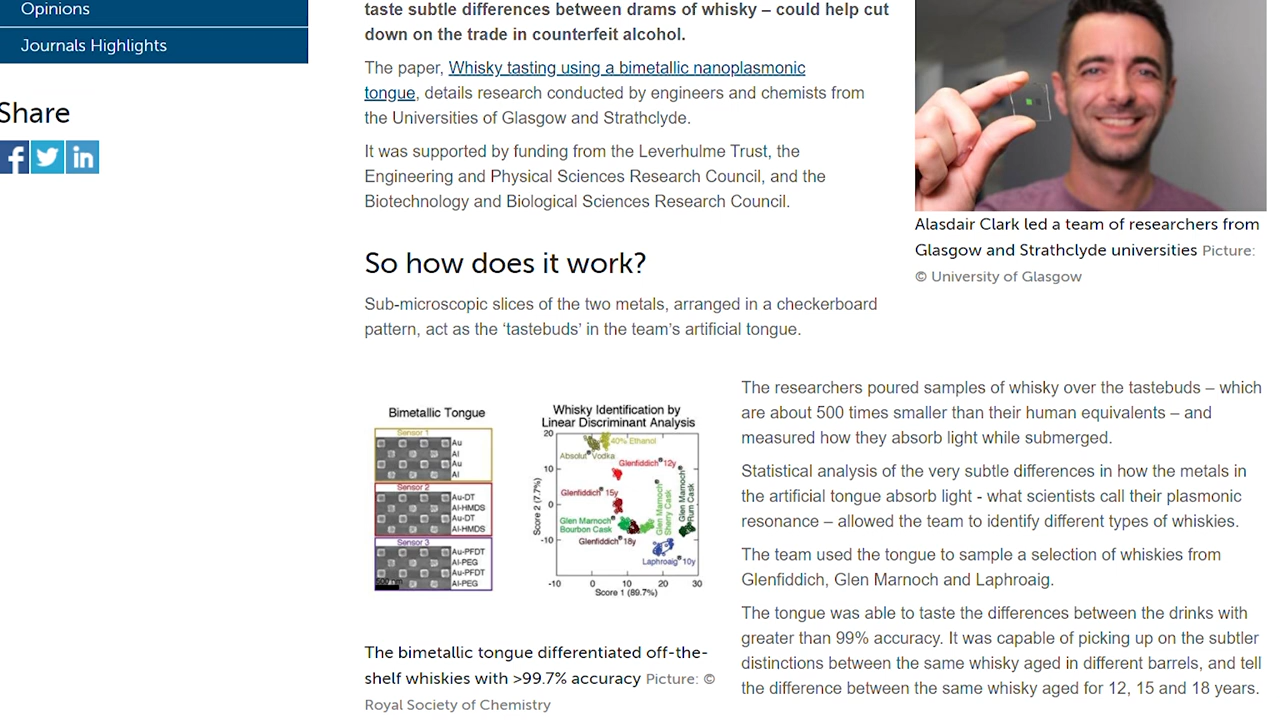 Opinions
Journals Highlights
Share
taste subtle differences between drams of whisky – could help cut
down on the trade in counterfeit alcohol.
The paper, Whisky tasting using a bimetallic nanoplasmonic
tongue, details research conducted by engineers and chemists from
the Universities of Glasgow and Strathclyde.
It was supported by funding from the Leverhulme Trust, the
Engineering and Physical Sciences Research Council, and the
Biotechnology and Biological Sciences Research Council.
Alasdair Clark led a team of researchers from
Glasgow and Strathclyde universities Picture:
© University of Glasgow
So how does it work?
Sub-microscopic slices of the two metals, arranged in a checkerboard
pattern, act as the ‘tastebuds’ in the team’s artificial tongue.
Bimetallic Tongue
Sensor 1
Au
Al
Au
Al
Sensor 2
Au-DT
Al-HMDS
Au-DT
Al-HMDS
Sensor 3
Au-PFDT
Al-PEG
Au-PFDT
Al-PEG
Whisky Identification by
Linear Discriminant Analysis
Score 2 (7.7%)
20
10
0
-10
40% Ethanol
Absolut Vodka
Glenfiddich 12y
Glenfiddich 15y
Glen Marnoch
Bourbon Cask
Glenfiddich 18y
Glen Marnoch
Sherry Cask
Glen Marnoch
Rum Cask
Laphroaig 10y
-10 0 10 20 30
Score 1 (89.7%)
The bimetallic tongue differentiated off-the-
shelf whiskies with >99.7% accuracy Picture: ©
Royal Society of Chemistry
The researchers poured samples of whisky over the tastebuds – which
are about 500 times smaller than their human equivalents – and
measured how they absorb light while submerged.
Statistical analysis of the very subtle differences in how the metals in
the artificial tongue absorb light - what scientists call their plasmonic
resonance – allowed the team to identify different types of whiskies.
The team used the tongue to sample a selection of whiskies from
Glenfiddich, Glen Marnoch and Laphroaig.
The tongue was able to taste the differences between the drinks with
greater than 99% accuracy. It was capable of picking up on the subtler
distinctions between the same whisky aged in different barrels, and tell
the difference between the same whisky aged for 12, 15 and 18 years.